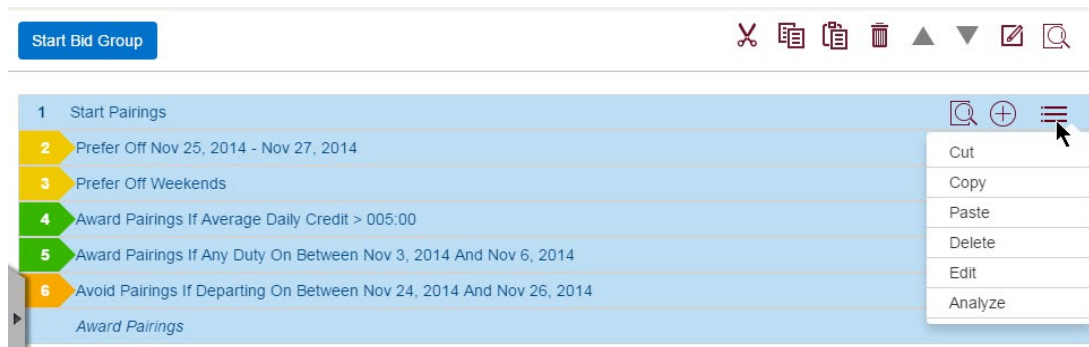 Start Bid Group
1 Start Pairings
2 Prefer Off Nov 25, 2014 - Nov 27, 2014
3 Prefer Off Weekends
4 Award Pairings If Average Daily Credit > 005:00
5 Award Pairings If Any Duty On Between Nov 3, 2014 And Nov 6, 2014
6 Avoid Pairings If Departing On Between Nov 24, 2014 And Nov 26, 2014
Award Pairings
Cut
Copy
Paste
Delete
Edit
Analyze